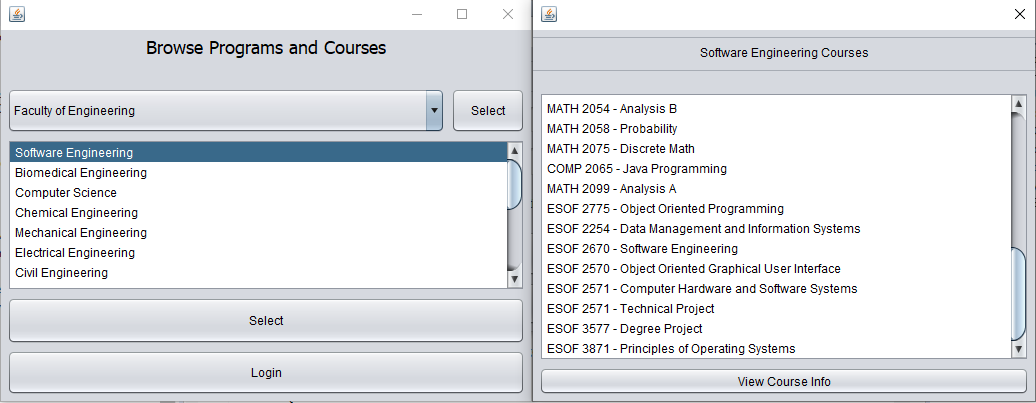 Browse Programs and Courses
Faculty of Engineering
Select
Software Engineering
Biomedical Engineering
Computer Science
Chemical Engineering
Mechanical Engineering
Electrical Engineering
Civil Engineering
Select
Login
Software Engineering Courses
MATH 2054 - Analysis B
MATH 2058 - Probability
MATH 2075 - Discrete Math
COMP 2065 - Java Programming
MATH 2099 - Analysis A
ESOF 2775 - Object Oriented Programming
ESOF 2254 - Data Management and Information Systems
ESOF 2670 - Software Engineering
ESOF 2570 - Object Oriented Graphical User Interface
ESOF 2571 - Computer Hardware and Software Systems
ESOF 2571 - Technical Project
ESOF 3577 - Degree Project
ESOF 3871 - Principles of Operating Systems
View Course Info